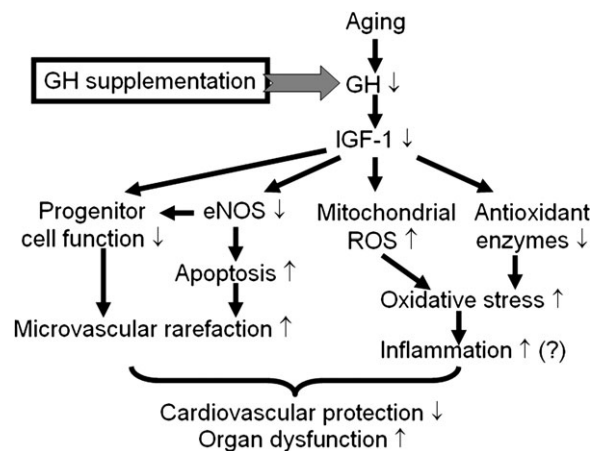 Aging
GH supplementation
GH ↓
IGF-1 ↓
Progenitor
cell function ↓
eNOS ↓
Mitochondrial
ROS ↑
Antioxidant
enzymes ↓
Apoptosis ↑
Oxidative stress ↑
Microvascular rarefaction ↑
Inflammation ↑ (?)
Cardiovascular protection ↓
Organ dysfunction ↑